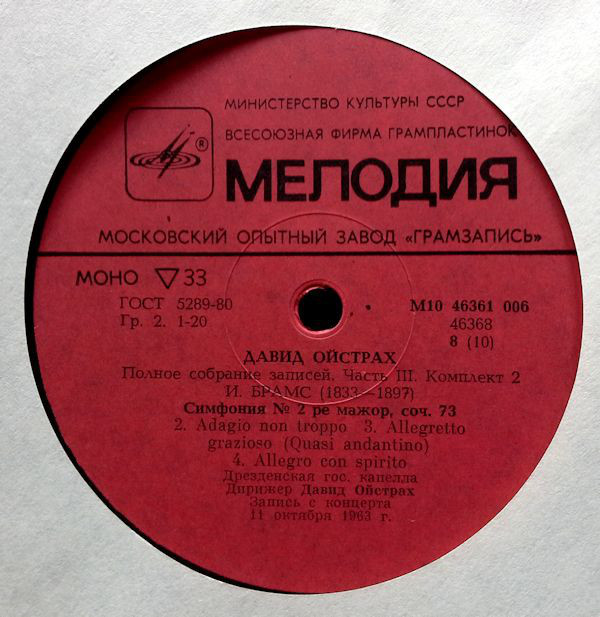 МИНИСТЕРСТВО КУЛЬТУРЫ СССР
ВСЕСОЮЗНАЯ ФИРМА ГРАМПЛАСТИНОК
®
МЕЛОДИЯ
МОСКОВСКИЙ ОПЫТНЫЙ ЗАВОД «ГРАМЗАПИСЬ»
МОНО ▽ 33
ГОСТ 5289-80
Гр. 2. 1-20
М10 46361 006
46368
8 (10)
ДАВИД ОЙСТРАХ
Полное собрание записей. Часть III. Комплект 2
И. БРАМС (1833—1897)
Симфония № 2 ре мажор, соч. 73
2. Adagio non troppo 3. Allegretto
grazioso (Quasi andantino)
4. Allegro con spirito
Дрезденская гос. капелла
Дирижер Давид Ойстрах
Запись с концерта
11 октября 1963 г.